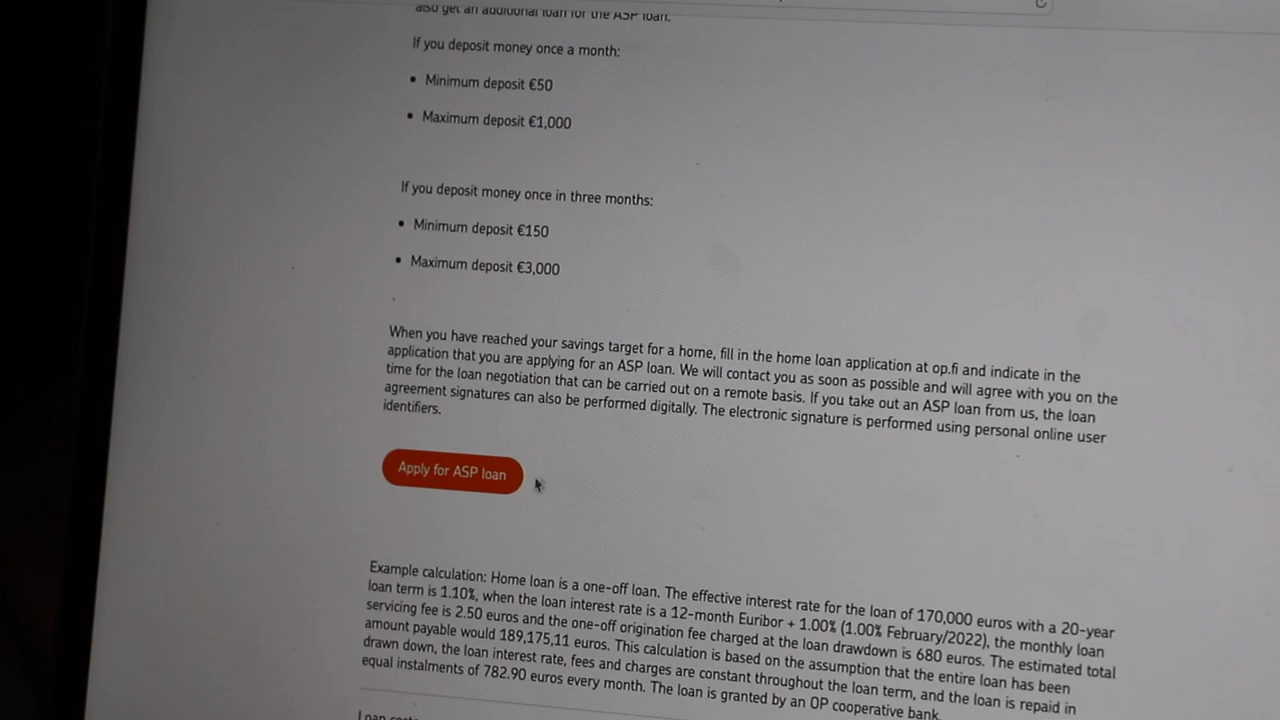 also get an additional loan for the ASP loan.
If you deposit money once a month:
• Minimum deposit €50
• Maximum deposit €1,000
If you deposit money once in three months:
• Minimum deposit €150
• Maximum deposit €3,000
When you have reached your savings target for a home, fill in the home loan application at op.fi and indicate in the
application that you are applying for an ASP loan. We will contact you as soon as possible and will agree with you on the
time for the loan negotiation that can be carried out on a remote basis. If you take out an ASP loan from us, the loan
agreement signatures can also be performed digitally. The electronic signature is performed using personal online user
identifiers.
Apply for ASP loan
Example calculation: Home loan is a one-off loan. The effective interest rate for the loan of 170,000 euros with a 20-year
loan term is 1.10%, when the loan interest rate is a 12-month Euribor + 1.00% (1.00% February/2022), the monthly loan
servicing fee is 2.50 euros and the one-off origination fee charged at the loan drawdown is 680 euros. The estimated total
amount payable would 189,175,11 euros. This calculation is based on the assumption that the entire loan has been
drawn down, the loan interest rate, fees and charges are constant throughout the loan term, and the loan is repaid in
equal instalments of 782.90 euros every month. The loan is granted by an OP cooperative bank.
Loan